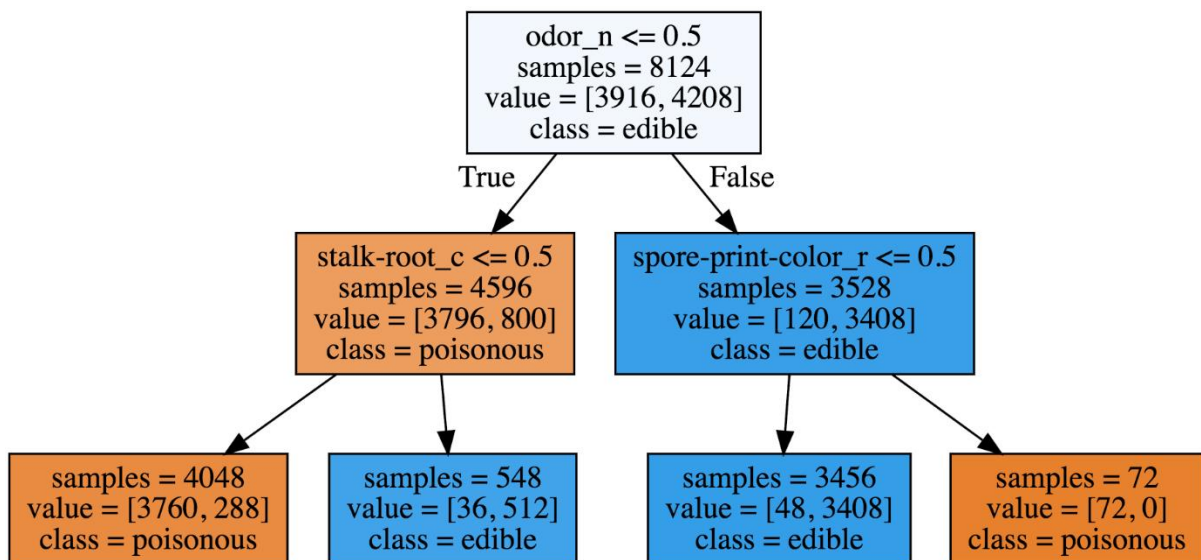 odor_n <= 0.5
samples = 8124
value = [3916, 4208]
class = edible
True
False
stalk-root_c <= 0.5
samples = 4596
value = [3796, 800]
class = poisonous
spore-print-color_r <= 0.5
samples = 3528
value = [120, 3408]
class = edible
samples = 4048
value = [3760, 288]
class = poisonous
samples = 548
value = [36, 512]
class = edible
samples = 3456
value = [48, 3408]
class = edible
samples = 72
value = [72, 0]
class = poisonous